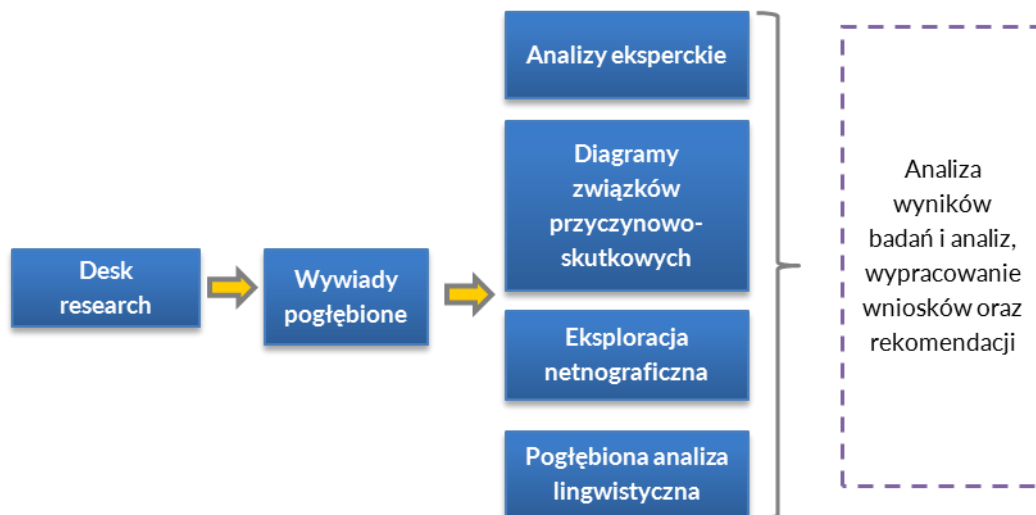 Desk
research
Wywiady
pogłębione
Analizy eksperckie
Diagramy
związków
przyczynowo-
skutkowych
Eksploracja
netnograficzna
Pogłębiona analiza
lingwistyczna
Analiza
wyników
badań i analiz,
wypracowanie
wniosków oraz
rekomendacji